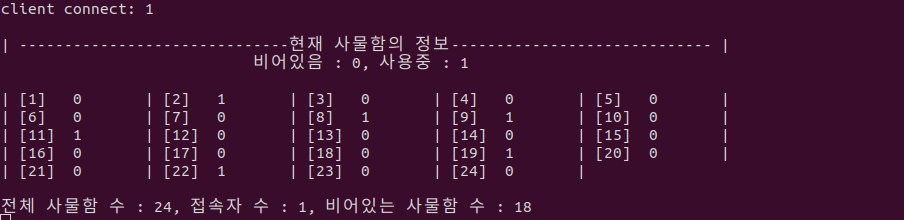 client connect: 1
| ------------------------------현재 사물함의 정보----------------------------- |
비어있음 : 0, 사용중 : 1
| [1] 0 | [2] 1 | [3] 0 | [4] 0 | [5] 0 |
| [6] 0 | [7] 0 | [8] 1 | [9] 1 | [10] 0 |
| [11] 1 | [12] 0 | [13] 0 | [14] 0 | [15] 0 |
| [16] 0 | [17] 0 | [18] 0 | [19] 1 | [20] 0 |
| [21] 0 | [22] 1 | [23] 0 | [24] 0 |
전체 사물함 수 : 24, 접속자 수 : 1, 비어있는 사물함 수 : 18